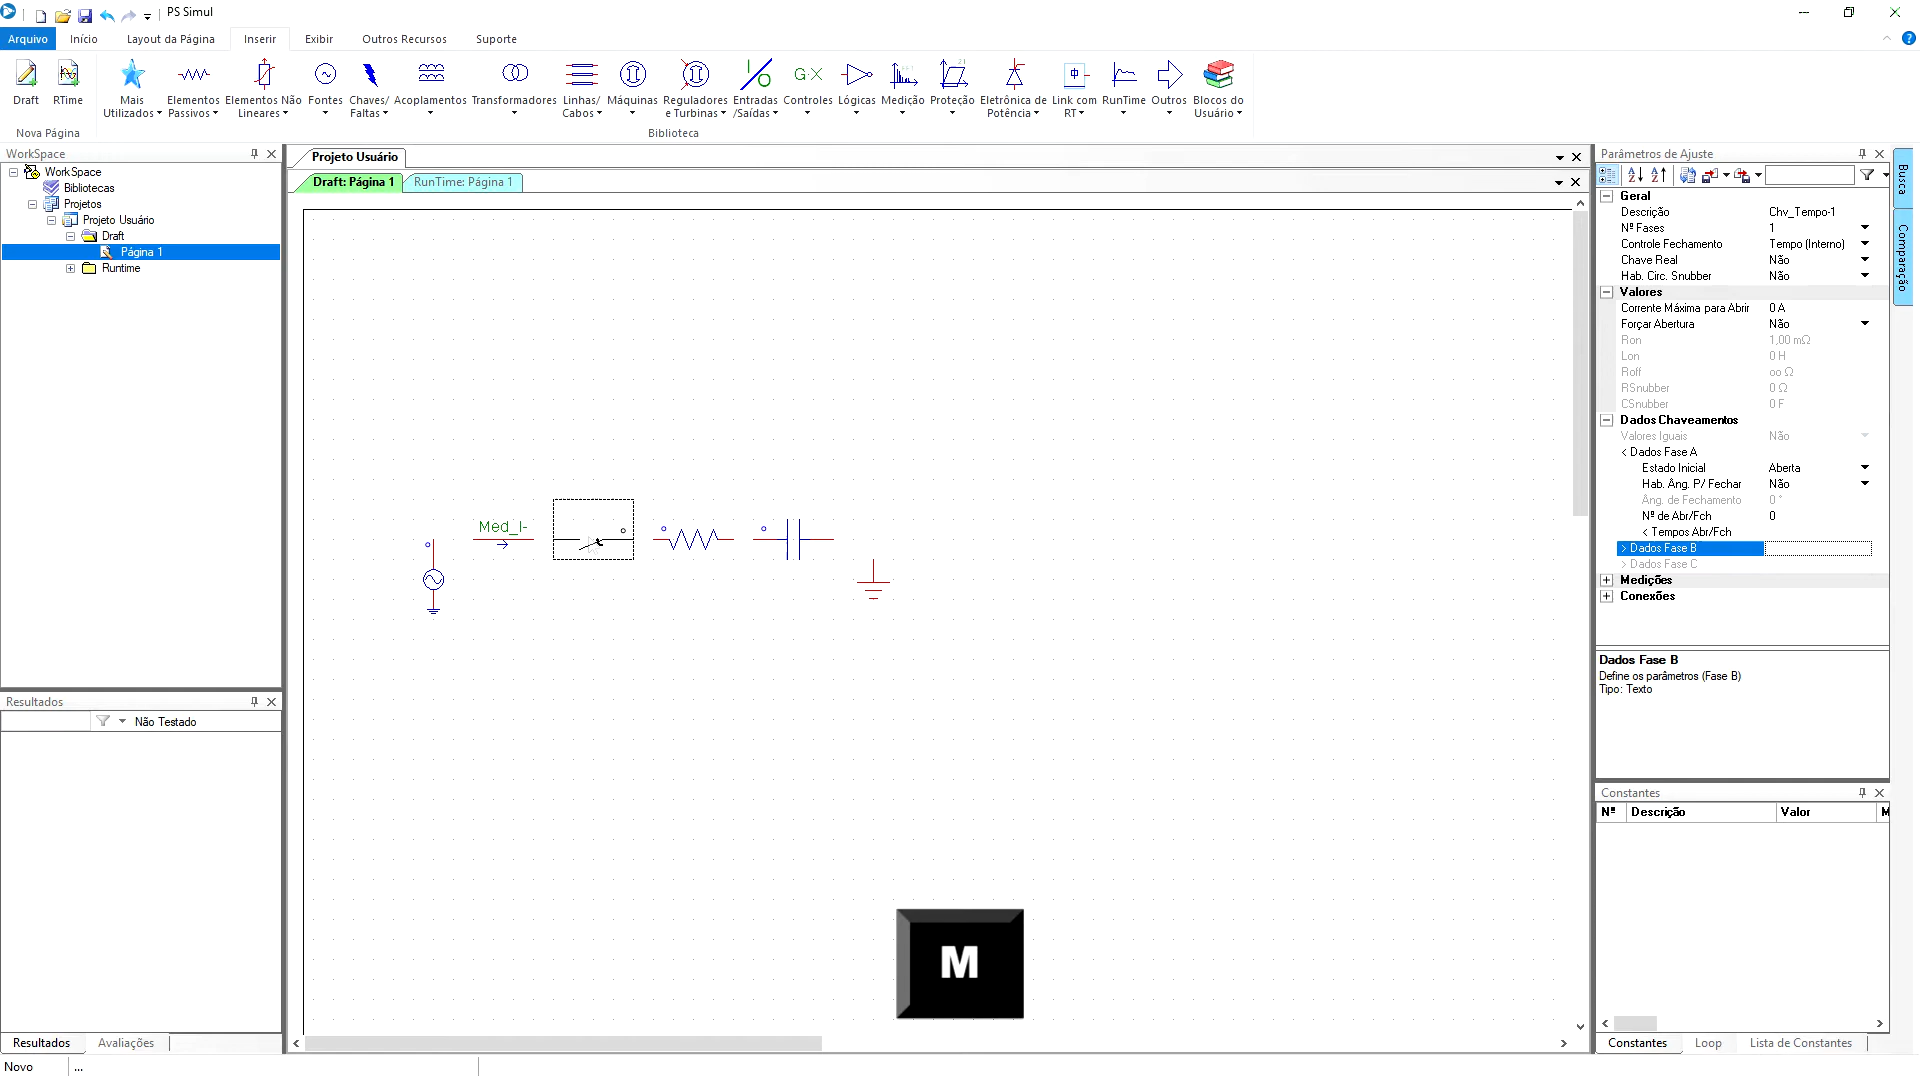 PS Simul
Arquivo Início Layout da Página Inserir Exibir Outros Recursos Suporte
Draft
RTime
Mais Utilizados
Elementos Passivos
Elementos Não Lineares
Fontes
Chaves/ Faltas
Acoplamentos
Transformadores
Linhas/ Cabos
Máquinas
Reguladores e Turbinas
Entradas /Saídas
Controles
Lógicas
Medição
Proteção
Eletrônica de Potência
Link com RT
RunTime
Outros
Blocos do Usuário
Nova Página
Biblioteca
WorkSpace
WorkSpace
Bibliotecas
Projetos
Projeto Usuário
Draft
Página 1
Runtime
Resultados
Não Testado
Resultados Avaliações
Novo ...
Projeto Usuário
Draft: Página 1 RunTime: Página 1
Med_I-
M
Parâmetros de Ajuste
Geral
Descrição Chv_Tempo-1
Nº Fases 1
Controle Fechamento Tempo (Interno)
Chave Real Não
Hab. Circ. Snubber Não
Valores
Corrente Máxima para Abrir 0 A
Forçar Abertura Não
Ron 1,00 mΩ
Lon 0 H
Roff oo Ω
RSnubber 0 Ω
CSnubber 0 F
Dados Chaveamentos
Valores Iguais Não
< Dados Fase A
Estado Inicial Aberta
Hab. Âng. P/ Fechar Não
Âng. de Fechamento 0 °
Nº de Abr/Fch 0
< Tempos Abr/Fch
> Dados Fase B
> Dados Fase C
Medições
Conexões
Dados Fase B
Define os parâmetros (Fase B)
Tipo: Texto
Constantes
Nº Descrição Valor M
Constantes Loop Lista de Constantes
Busca
Comparação